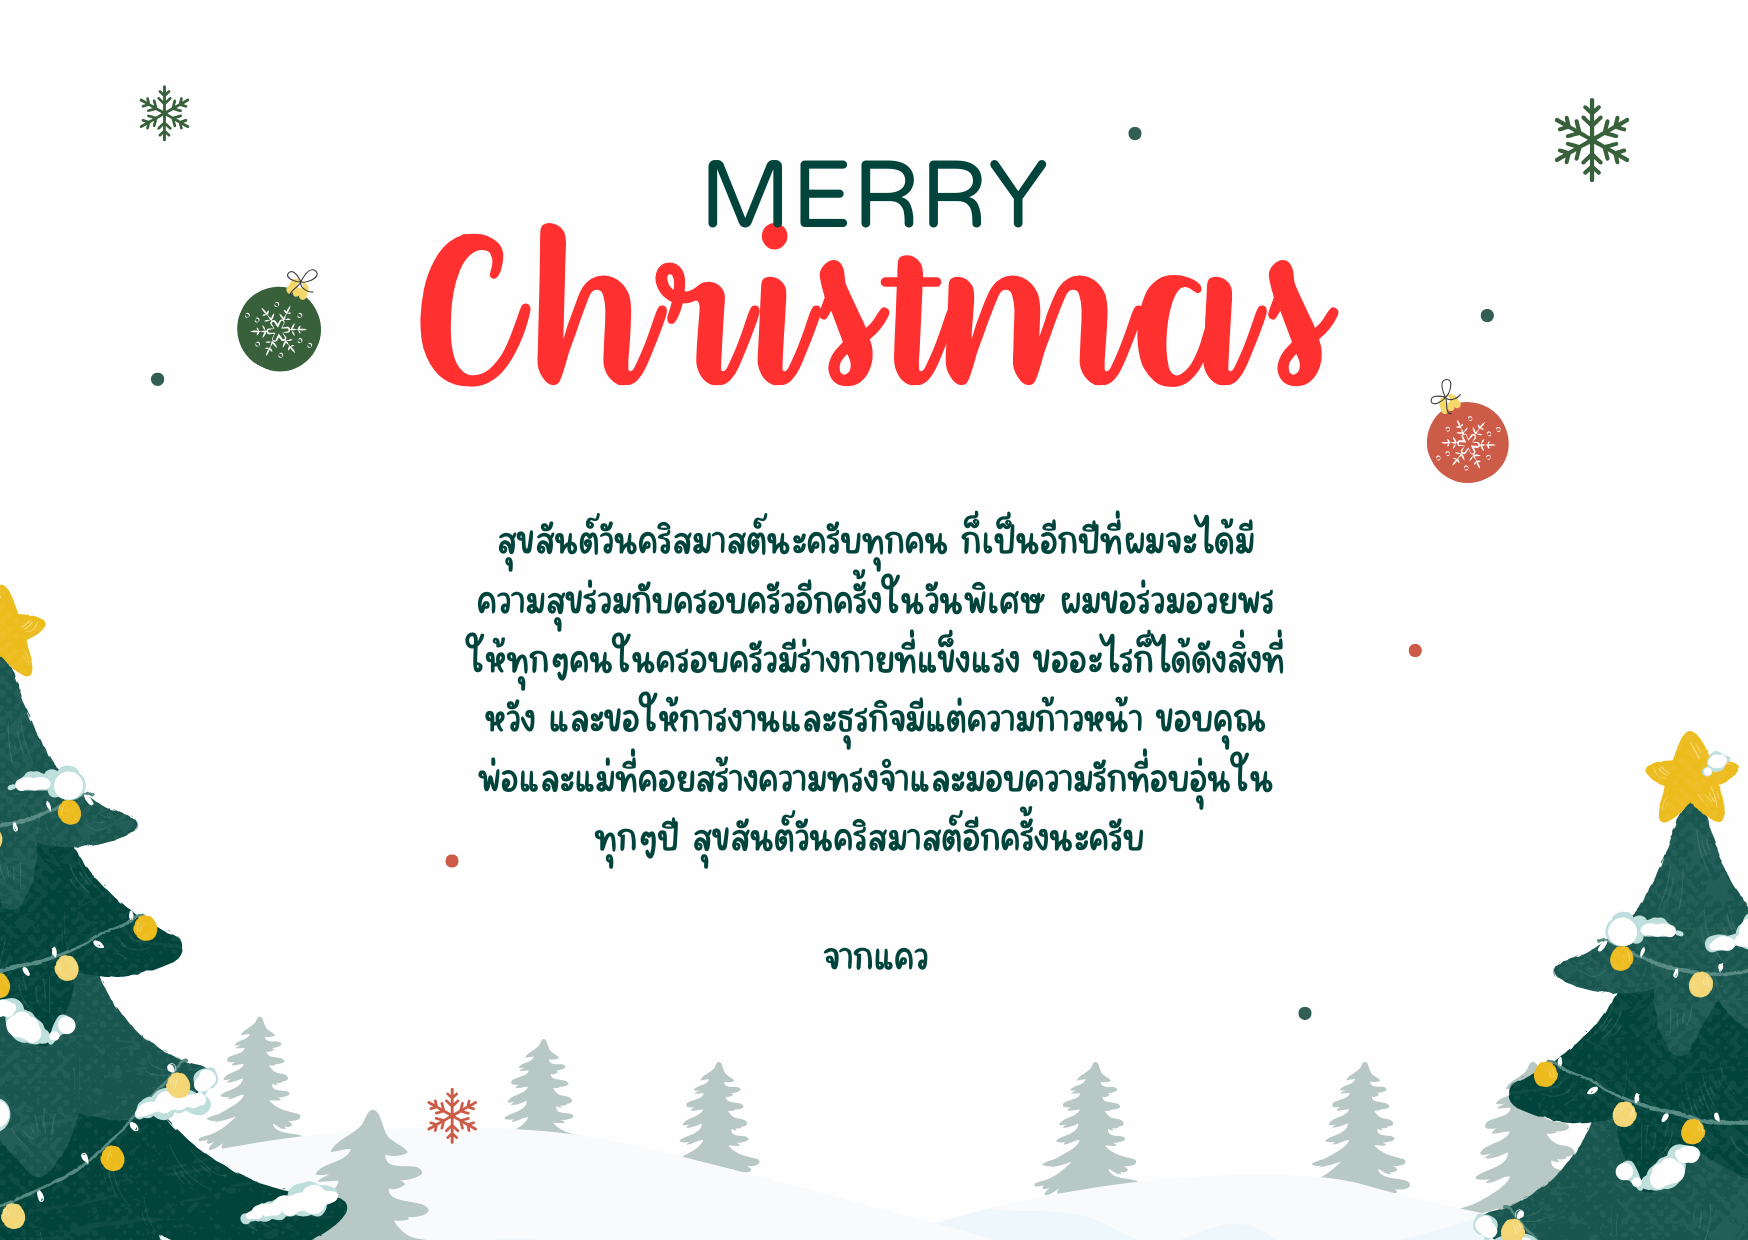 MERRY
Christmas
สุขสันต์วันคริสมาสต์นะครับทุกคน ก็เป็นอีกปีที่ผมจะได้มี
ความสุขร่วมกับครอบครัวอีกครั้งในวันพิเศษ ผมขอร่วมอวยพร
ให้ทุกๆคนในครอบครัวมีร่างกายที่แข็งแรง ขออะไรก็ได้ดังสิ่งที่
หวัง และขอให้การงานและธุรกิจมีแต่ความก้าวหน้า ขอบคุณ
พ่อและแม่ที่คอยสร้างความทรงจำและมอบความรักที่อบอุ่นใน
ทุกๆปี สุขสันต์วันคริสมาสต์อีกครั้งนะครับ
จากแคว